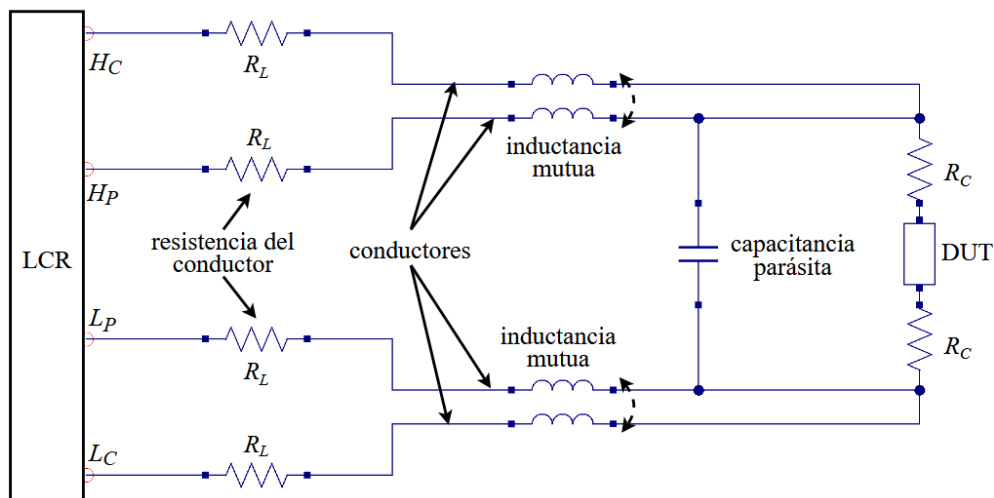 H_C
R_L
R_L
inductancia
mutua
H_P
R_C
resistencia del
conductor
conductores
capacitancia
parásita
LCR
DUT
L_P
inductancia
mutua
R_C
R_L
L_C
R_L